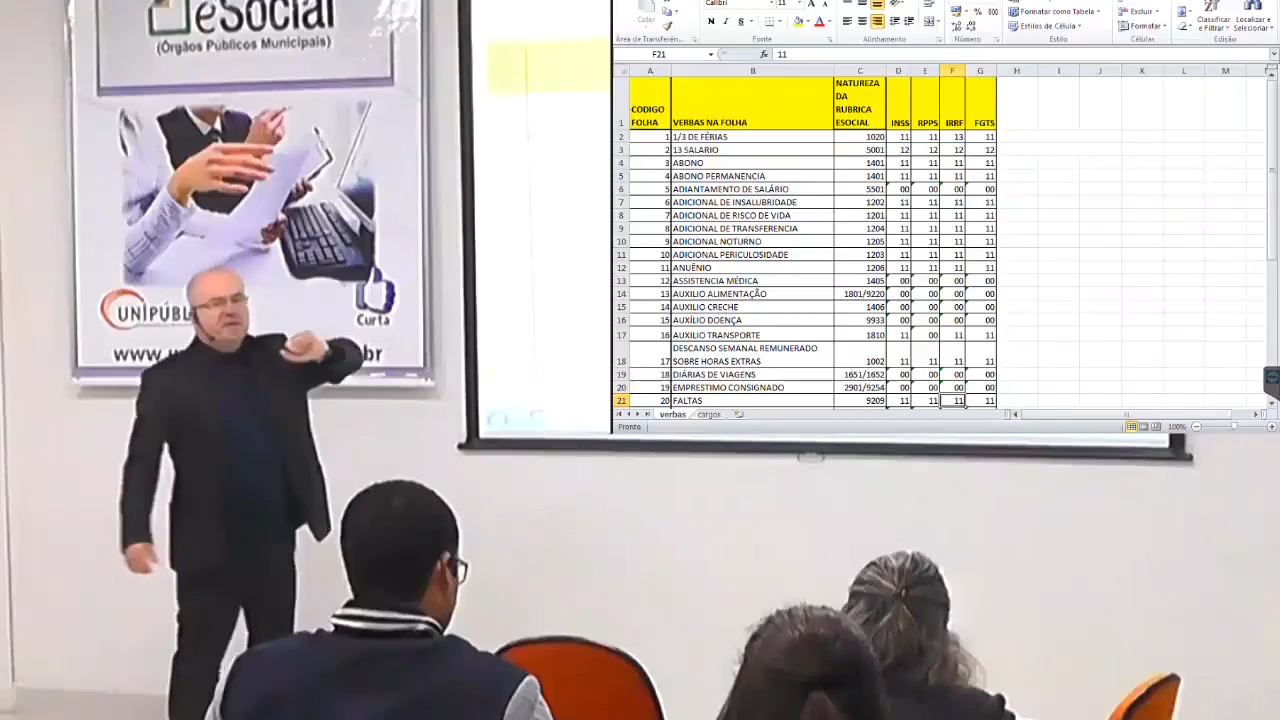 eSocial
(Órgãos Públicos Municipais)
Curta
Colar
Calibri
11
Área de Transferên...
Fonte
Alinhamento
Número
Formatar como Tabela
Estilos de Célula
Estilo
Excluir
Formatar
Células
Classificar e Filtrar
Localizar e Selecionar
Edição
F21 fx 11
A B C D E F G H I J K L M
1 CODIGO FOLHA VERBAS NA FOLHA NATUREZA DA RUBRICA ESOCIAL INSS RPPS IRRF FGTS
2 1 1/3 DE FÉRIAS 1020 11 11 13 11
3 2 13 SALARIO 5001 12 12 12 12
4 3 ABONO 1401 11 11 11 11
5 4 ABONO PERMANENCIA 1401 11 11 11 11
6 5 ADIANTAMENTO DE SALÁRIO 5501 00 00 00 00
7 6 ADICIONAL DE INSALUBRIDADE 1202 11 11 11 11
8 7 ADICIONAL DE RISCO DE VIDA 1201 11 11 11 11
9 8 ADICIONAL DE TRANSFERENCIA 1204 11 11 11 11
10 9 ADICIONAL NOTURNO 1205 11 11 11 11
11 10 ADICIONAL PERICULOSIDADE 1203 11 11 11 11
12 11 ANUÊNIO 1206 11 11 11 11
13 12 ASSISTENCIA MÉDICA 1405 00 00 00 00
14 13 AUXILIO ALIMENTAÇÃO 1801/9220 00 00 00 00
15 14 AUXILIO CRECHE 1406 00 00 00 00
16 15 AUXÍLIO DOENÇA 9933 00 00 00 00
17 16 AUXILIO TRANSPORTE 1810 11 00 11 11
DESCANSO SEMANAL REMUNERADO
18 17 SOBRE HORAS EXTRAS 1002 11 11 11 11
19 18 DIÁRIAS DE VIAGENS 1651/1652 00 00 00 00
20 19 EMPRESTIMO CONSIGNADO 2901/9254 00 00 00 00
21 20 FALTAS 9209 11 11 11 11
verbas cargos
Pronto 100%